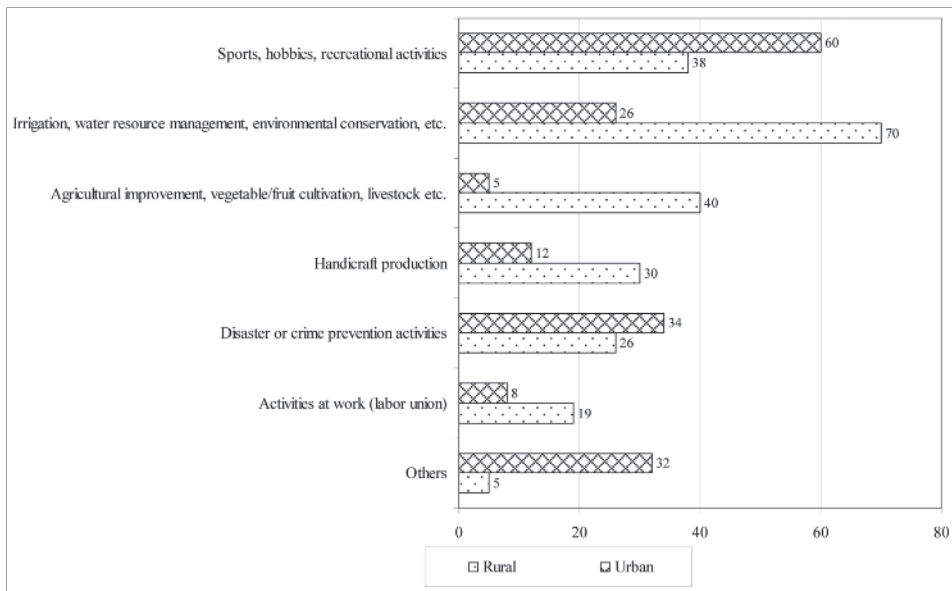 Sports, hobbies, recreational activities
60
38
Irrigation, water resource management, environmental conservation, etc.
26
70
Agricultural improvement, vegetable/fruit cultivation, livestock etc.
5
40
Handicraft production
12
30
Disaster or crime prevention activities
34
26
Activities at work (labor union)
8
19
Others
32
5
0 20 40 60 80
Rural Urban